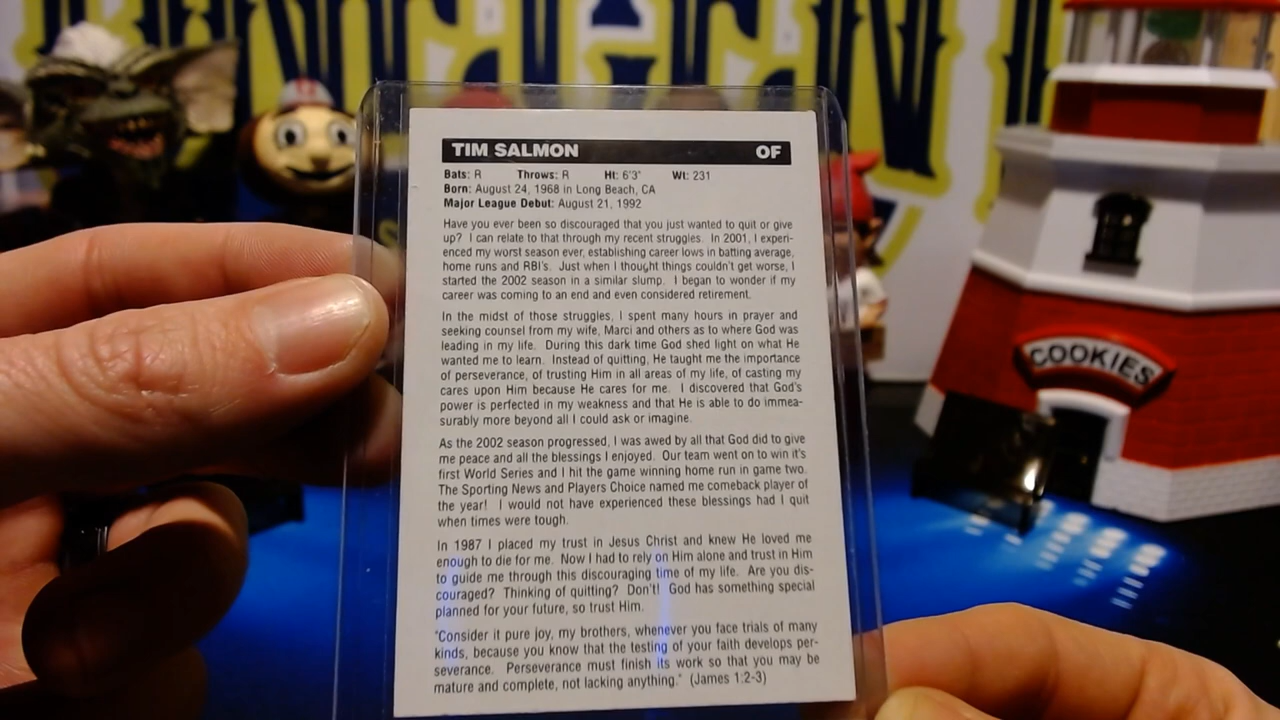 TIM SALMON OF
Bats: R Throws: R Ht: 6'3" Wt: 231
Born: August 24, 1968 in Long Beach, CA
Major League Debut: August 21, 1992
Have you ever been so discouraged that you just wanted to quit or give
up? I can relate to that through my recent struggles. In 2001, I experi-
enced my worst season ever, establishing career lows in batting average,
home runs and RBI's. Just when I thought things couldn't get worse, I
started the 2002 season in a similar slump. I began to wonder if my
career was coming to an end and even considered retirement.
In the midst of those struggles, I spent many hours in prayer and
seeking counsel from my wife, Marci and others as to where God was
leading in my life. During this dark time God shed light on what He
wanted me to learn. Instead of quitting, He taught me the importance
of perseverance, of trusting Him in all areas of my life, of casting my
cares upon Him because He cares for me. I discovered that God's
power is perfected in my weakness and that He is able to do immea-
surably more beyond all I could ask or imagine.
As the 2002 season progressed, I was awed by all that God did to give
me peace and all the blessings I enjoyed. Our team went on to win it's
first World Series and I hit the game winning home run in game two.
The Sporting News and Players Choice named me comeback player of
the year! I would not have experienced these blessings had I quit
when times were tough.
In 1987 I placed my trust in Jesus Christ and knew He loved me
enough to die for me. Now I had to rely on Him alone and trust in Him
to guide me through this discouraging time of my life. Are you dis-
couraged? Thinking of quitting? Don't! God has something special
planned for your future, so trust Him.
"Consider it pure joy, my brothers, whenever you face trials of many
kinds, because you know that the testing of your faith develops per-
severance. Perseverance must finish its work so that you may be
mature and complete, not lacking anything." (James 1:2-3)
COOKIES